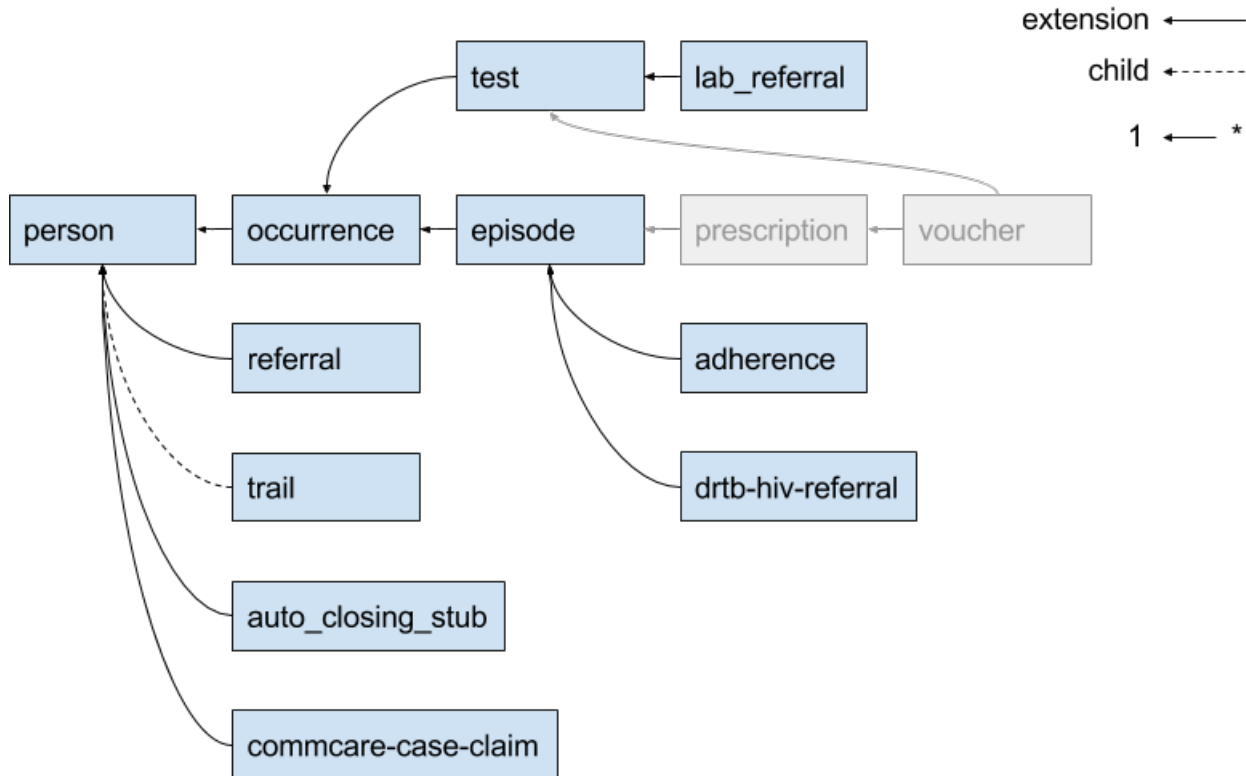 extension
child
1 *
test
lab_referral
person
occurrence
episode
prescription
voucher
referral
adherence
trail
drtb-hiv-referral
auto_closing_stub
commcare-case-claim